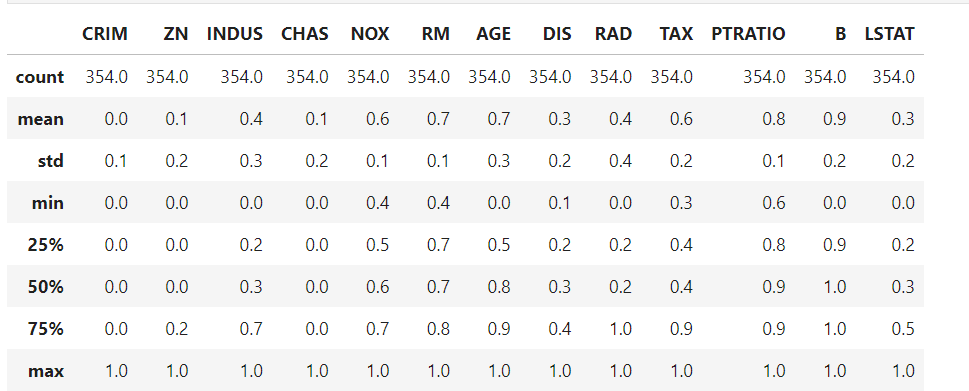 CRIM ZN INDUS CHAS NOX RM AGE DIS RAD TAX PTRATIO B LSTAT
count 354.0 354.0 354.0 354.0 354.0 354.0 354.0 354.0 354.0 354.0 354.0 354.0 354.0
mean 0.0 0.1 0.4 0.1 0.6 0.7 0.7 0.3 0.4 0.6 0.8 0.9 0.3
std 0.1 0.2 0.3 0.2 0.1 0.1 0.3 0.2 0.4 0.2 0.1 0.2 0.2
min 0.0 0.0 0.0 0.0 0.4 0.4 0.0 0.1 0.0 0.3 0.6 0.0 0.0
25% 0.0 0.0 0.2 0.0 0.5 0.7 0.5 0.2 0.2 0.4 0.8 0.9 0.2
50% 0.0 0.0 0.3 0.0 0.6 0.7 0.8 0.3 0.2 0.4 0.9 1.0 0.3
75% 0.0 0.2 0.7 0.0 0.7 0.8 0.9 0.4 1.0 0.9 0.9 1.0 0.5
max 1.0 1.0 1.0 1.0 1.0 1.0 1.0 1.0 1.0 1.0 1.0 1.0 1.0